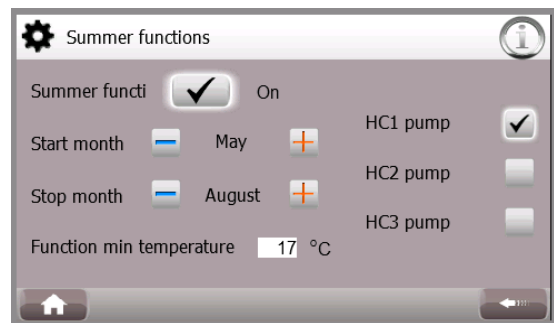 Summer functions
Summer functi On
Start month May
Stop month August
Function min temperature 17 °C
HC1 pump
HC2 pump
HC3 pump